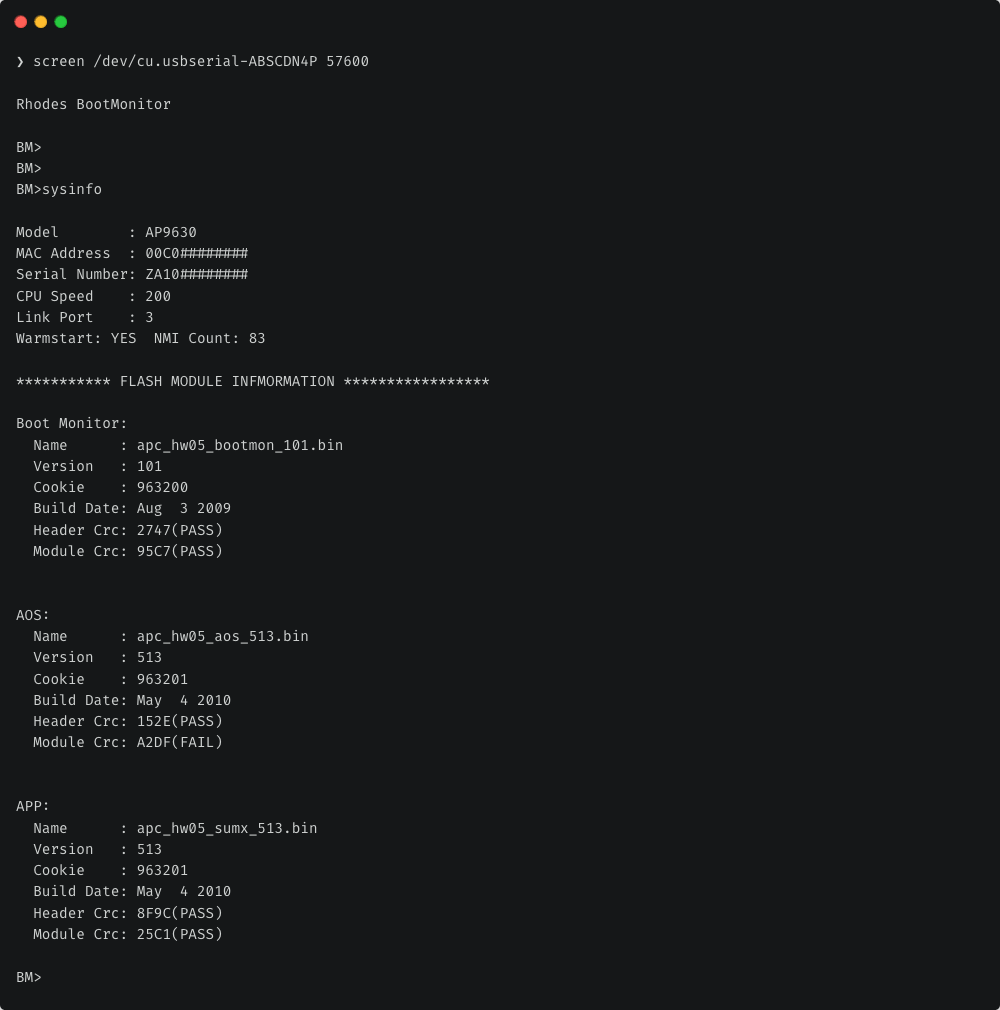 ❯ screen /dev/cu.usbserial-ABSCDN4P 57600
Rhodes BootMonitor
BM>
BM>
BM>sysinfo
Model        : AP9630
MAC Address  : 00C0########
Serial Number: ZA10########
CPU Speed    : 200
Link Port    : 3
Warmstart: YES  NMI Count: 83
*********** FLASH MODULE INFMORMATION *****************
Boot Monitor:
  Name      : apc_hw05_bootmon_101.bin
  Version   : 101
  Cookie    : 963200
  Build Date: Aug  3 2009
  Header Crc: 2747(PASS)
  Module Crc: 95C7(PASS)
AOS:
  Name      : apc_hw05_aos_513.bin
  Version   : 513
  Cookie    : 963201
  Build Date: May  4 2010
  Header Crc: 152E(PASS)
  Module Crc: A2DF(FAIL)
APP:
  Name      : apc_hw05_sumx_513.bin
  Version   : 513
  Cookie    : 963201
  Build Date: May  4 2010
  Header Crc: 8F9C(PASS)
  Module Crc: 25C1(PASS)
BM>